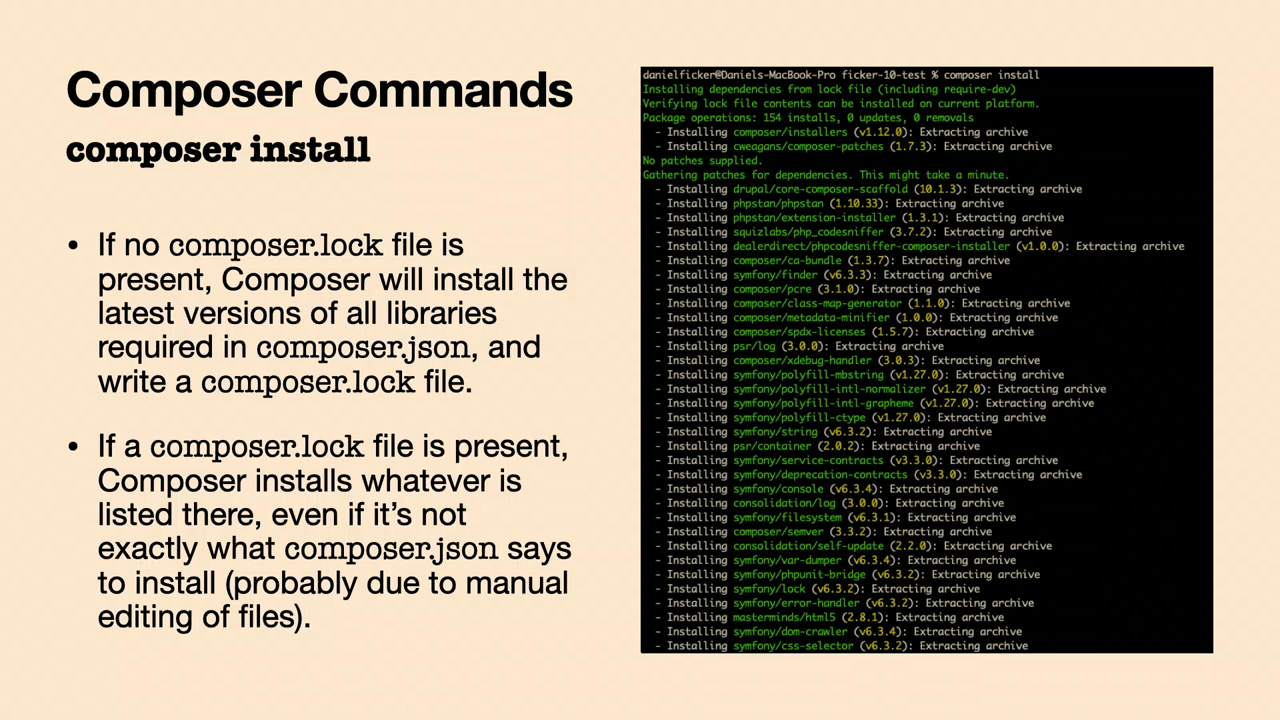 Composer Commands
composer install
• If no composer.lock file is
present, Composer will install the
latest versions of all libraries
required in composer.json, and
write a composer.lock file.
• If a composer.lock file is present,
Composer installs whatever is
listed there, even if it’s not
exactly what composer.json says
to install (probably due to manual
editing of files).
danielficker@Daniels-MacBook-Pro ficker-10-test % composer install
Installing dependencies from lock file (including require-dev)
Verifying lock file contents can be installed on current platform.
Package operations: 154 installs, 0 updates, 0 removals
- Installing composer/installers (v1.12.0): Extracting archive
- Installing cweagans/composer-patches (1.7.3): Extracting archive
No patches supplied.
Gathering patches for dependencies. This might take a minute.
- Installing drupal/core-composer-scaffold (10.1.3): Extracting archive
- Installing phpstan/phpstan (1.10.33): Extracting archive
- Installing phpstan/extension-installer (1.3.1): Extracting archive
- Installing squizlabs/php_codesniffer (3.7.2): Extracting archive
- Installing dealerdirect/phpcodesniffer-composer-installer (v1.0.0): Extracting archive
- Installing composer/ca-bundle (1.3.7): Extracting archive
- Installing symfony/finder (v6.3.3): Extracting archive
- Installing composer/pcre (3.1.0): Extracting archive
- Installing composer/class-map-generator (1.1.0): Extracting archive
- Installing composer/metadata-minifier (1.0.0): Extracting archive
- Installing composer/spdx-licenses (1.5.7): Extracting archive
- Installing psr/log (3.0.0): Extracting archive
- Installing composer/xdebug-handler (3.0.3): Extracting archive
- Installing symfony/polyfill-mbstring (v1.27.0): Extracting archive
- Installing symfony/polyfill-intl-normalizer (v1.27.0): Extracting archive
- Installing symfony/polyfill-intl-grapheme (v1.27.0): Extracting archive
- Installing symfony/polyfill-ctype (v1.27.0): Extracting archive
- Installing symfony/string (v6.3.2): Extracting archive
- Installing psr/container (2.0.2): Extracting archive
- Installing symfony/service-contracts (v3.3.0): Extracting archive
- Installing symfony/deprecation-contracts (v3.3.0): Extracting archive
- Installing symfony/console (v6.3.4): Extracting archive
- Installing consolidation/log (3.0.0): Extracting archive
- Installing symfony/filesystem (v6.3.1): Extracting archive
- Installing composer/semver (3.3.2): Extracting archive
- Installing consolidation/self-update (2.2.0): Extracting archive
- Installing symfony/var-dumper (v6.3.4): Extracting archive
- Installing symfony/phpunit-bridge (v6.3.2): Extracting archive
- Installing symfony/lock (v6.3.2): Extracting archive
- Installing symfony/error-handler (v6.3.2): Extracting archive
- Installing masterminds/html5 (2.8.1): Extracting archive
- Installing symfony/dom-crawler (v6.3.4): Extracting archive
- Installing symfony/css-selector (v6.3.2): Extracting archive